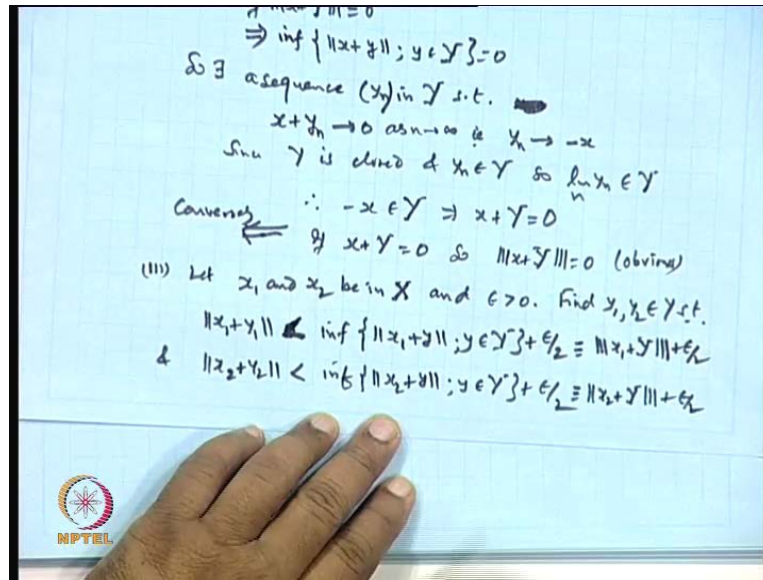 ||| = 0
⇒ inf {||x+y||; y∈Y}=0
So ∃ a sequence (yn) in Y s.t.
x+yn → 0 as n→∞ ie yn → -x
Since Y is closed & yn∈Y so lim yn ∈ Y
n
∴ -x∈Y ⇒ x+Y=0
Conversely ⇐ if x+Y=0 so |||x+Y|||=0 (obvious)
(III) Let x1 and x2 be in X and ε>0. Find y1, y2∈Y s.t.
||x1+y1|| < inf {||x1+y||; y∈Y}+ε/2 ≡ |||x1+Y|||+ε/2
& ||x2+y2|| < inf {||x2+y||; y∈Y}+ε/2 ≡ ||x2+Y|||+ε/2
NPTEL